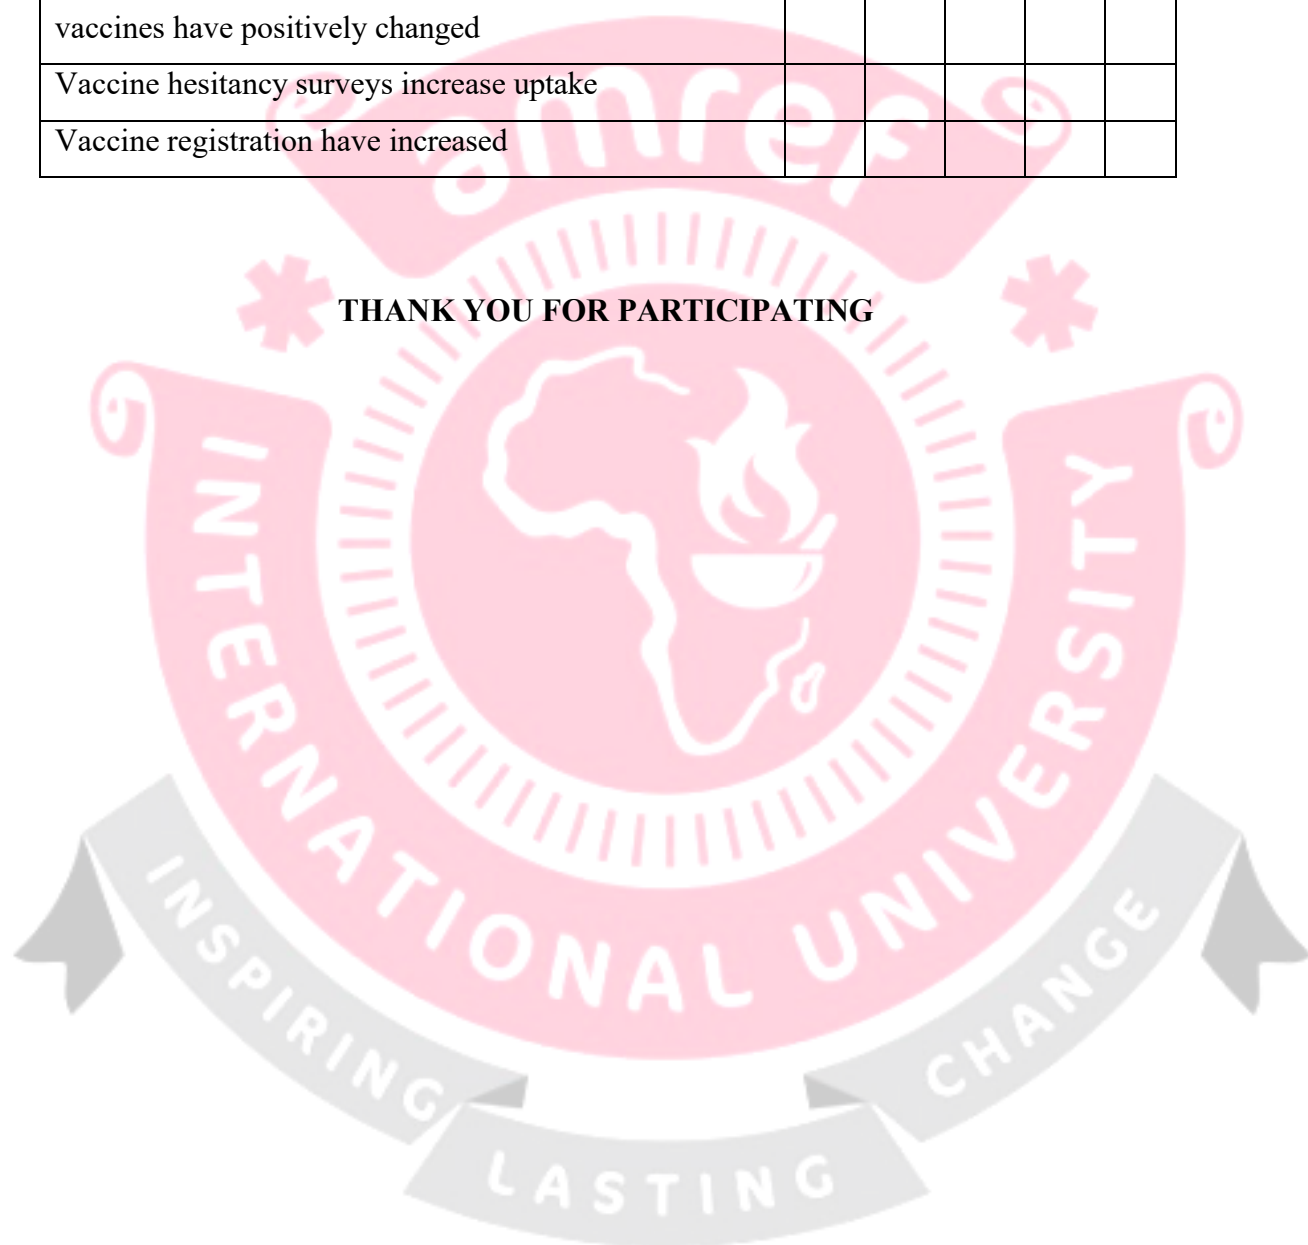 vaccines have positively changed
Vaccine hesitancy surveys increase uptake
Vaccine registration have increased
amref
THANK YOU FOR PARTICIPATING
INTERNATIONAL UNIVERSITY
INSPIRING LASTING CHANGE